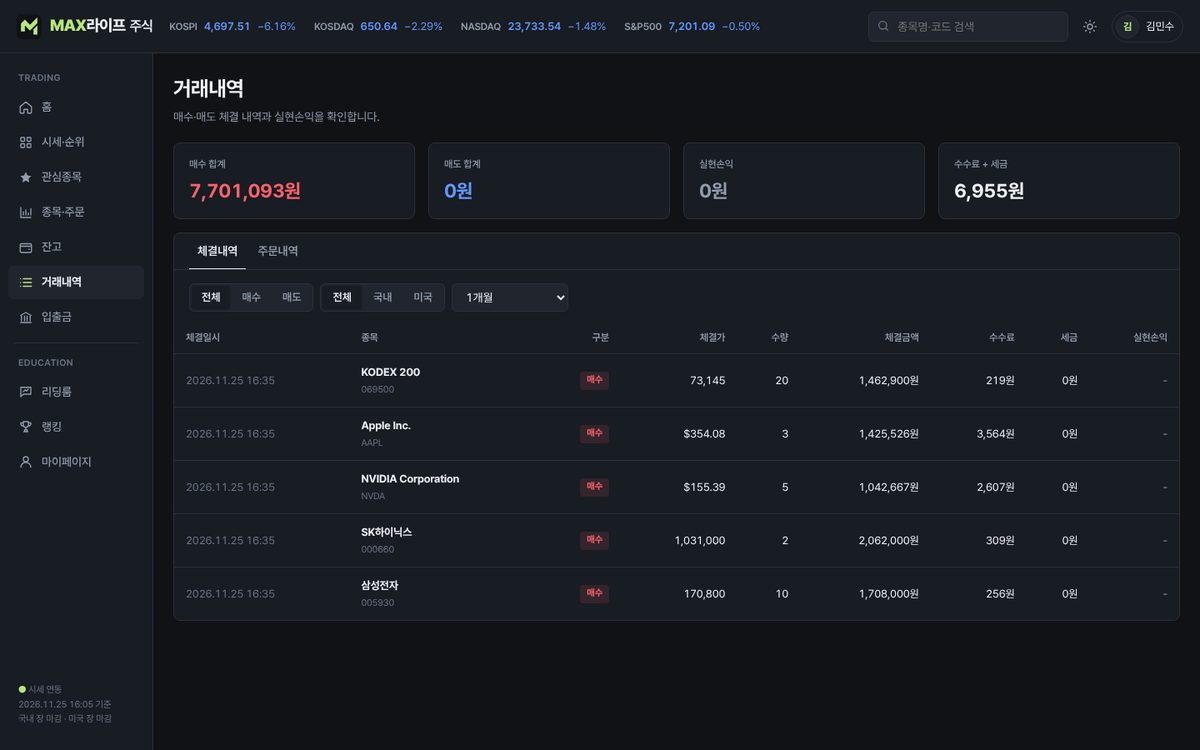 MAX라이프 주식 KOSPI 4,697.51 −6.16% KOSDAQ 650.64 −2.29% NASDAQ 23,733.54 −1.48% S&P500 7,201.09 −0.50% 종목명·코드 검색 김 김민수
TRADING
홈
시세·순위
관심종목
종목·주문
잔고
거래내역
입출금
EDUCATION
리딩룸
랭킹
마이페이지
시세 연동
2026.11.25 16:05 기준
국내 장 마감 · 미국 장 마감
거래내역
매수·매도 체결 내역과 실현손익을 확인합니다.
매수 합계
7,701,093원
매도 합계
0원
실현손익
0원
수수료 + 세금
6,955원
체결내역 주문내역
전체 매수 매도 전체 국내 미국 1개월
체결일시 종목 구분 체결가 수량 체결금액 수수료 세금 실현손익
2026.11.25 16:35 KODEX 200 매수 73,145 20 1,462,900원 219원 0원 -
069500
2026.11.25 16:35 Apple Inc. 매수 $354.08 3 1,425,526원 3,564원 0원 -
AAPL
2026.11.25 16:35 NVIDIA Corporation 매수 $155.39 5 1,042,667원 2,607원 0원 -
NVDA
2026.11.25 16:35 SK하이닉스 매수 1,031,000 2 2,062,000원 309원 0원 -
000660
2026.11.25 16:35 삼성전자 매수 170,800 10 1,708,000원 256원 0원 -
005930